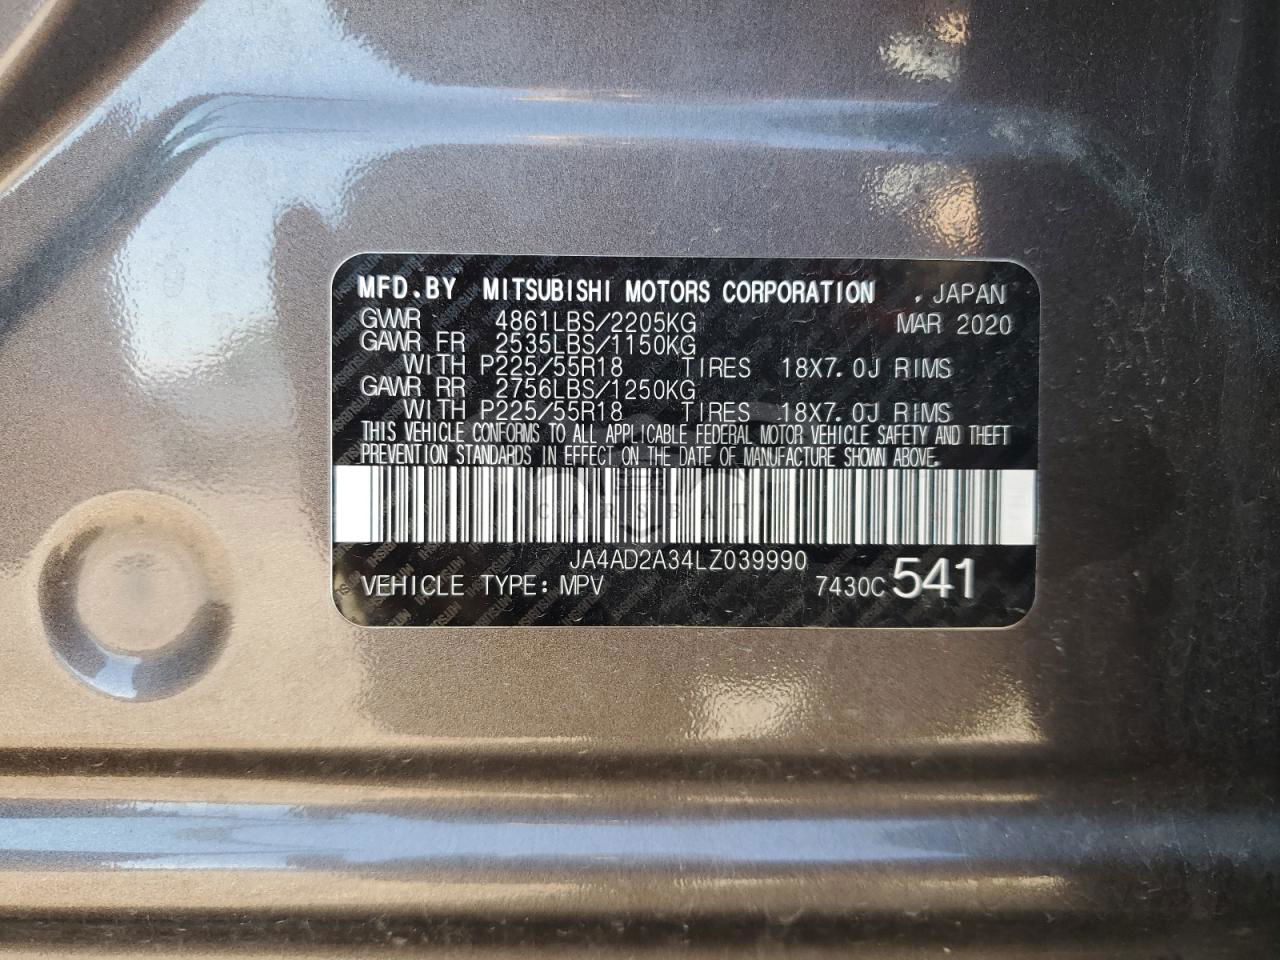 MFD.BY MITSUBISHI MOTORS CORPORATION , JAPAN
GVWR 4861LBS/2205KG MAR 2020
GAWR FR 2535LBS/1150KG
WITH P225/55R18 TIRES 18X7.0J RIMS
GAWR RR 2756LBS/1250KG
WITH P225/55R18 TIRES 18X7.0J RIMS
THIS VEHICLE CONFORMS TO ALL APPLICABLE FEDERAL MOTOR VEHICLE SAFETY AND THEFT
PREVENTION STANDARDS IN EFFECT ON THE DATE OF MANUFACTURE SHOWN ABOVE.
JA4AD2A34LZ039990
VEHICLE TYPE: MPV 7430C 541